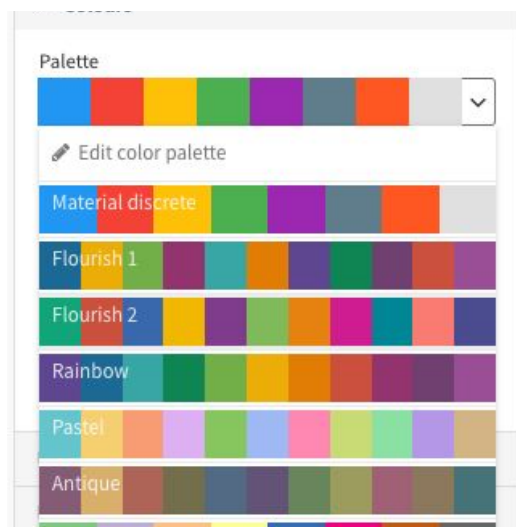 Palette
Edit color palette
Material discrete
Flourish 1
Flourish 2
Rainbow
Pastel
Antique